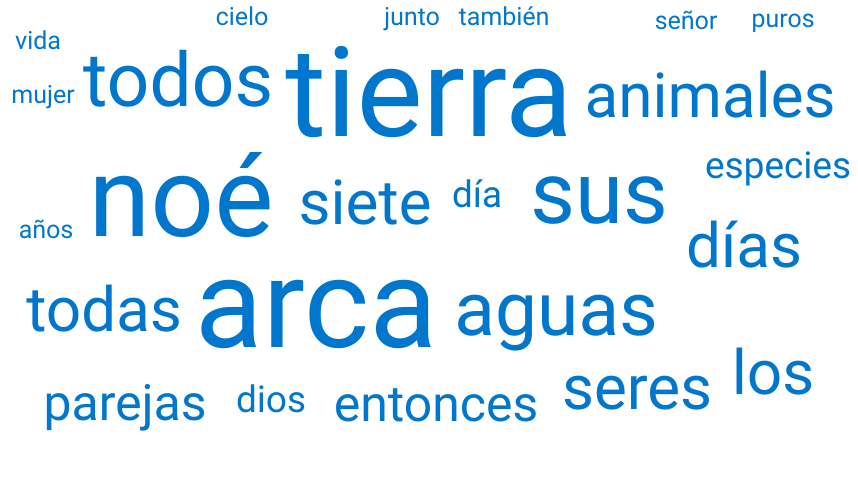 cielo junto también señor puros
vida
mujer todos tierra animales
especies
noé siete día sus
años días
todas arca aguas
parejas dios entonces seres los